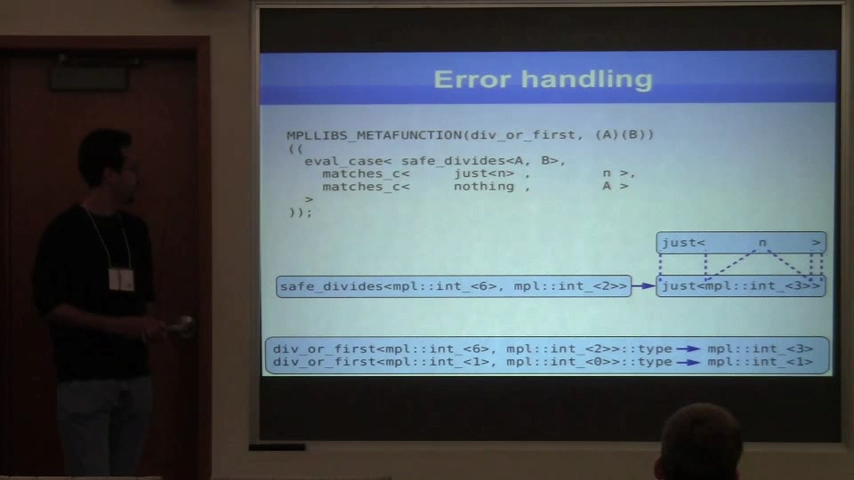 Error handling
MPLLIBS_METAFUNCTION(div_or_first, (A)(B))
((
eval_case< safe_divides<A, B>,
matches_c< just<n> , n >,
matches_c< nothing , A >
>
));
just< n >
safe_divides<mpl::int_<6>, mpl::int_<2>> just<mpl::int_<3>>
div_or_first<mpl::int_<6>, mpl::int_<2>>::type mpl::int_<3>
div_or_first<mpl::int_<1>, mpl::int_<0>>::type mpl::int_<1>